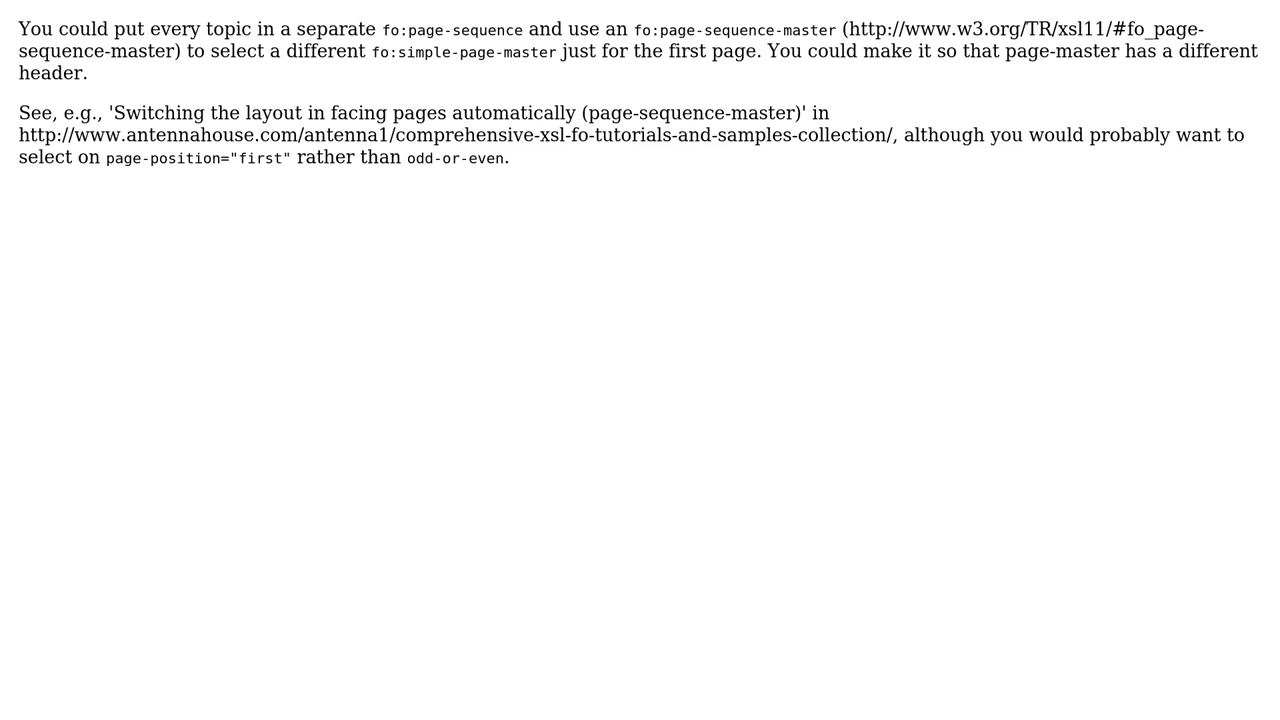 You could put every topic in a separate fo:page-sequence and use an fo:page-sequence-master (http://www.w3.org/TR/xsl11/#fo_page-
sequence-master) to select a different fo:simple-page-master just for the first page. You could make it so that page-master has a different
header.
See, e.g., 'Switching the layout in facing pages automatically (page-sequence-master)' in
http://www.antennahouse.com/antenna1/comprehensive-xsl-fo-tutorials-and-samples-collection/, although you would probably want to
select on page-position="first" rather than odd-or-even.